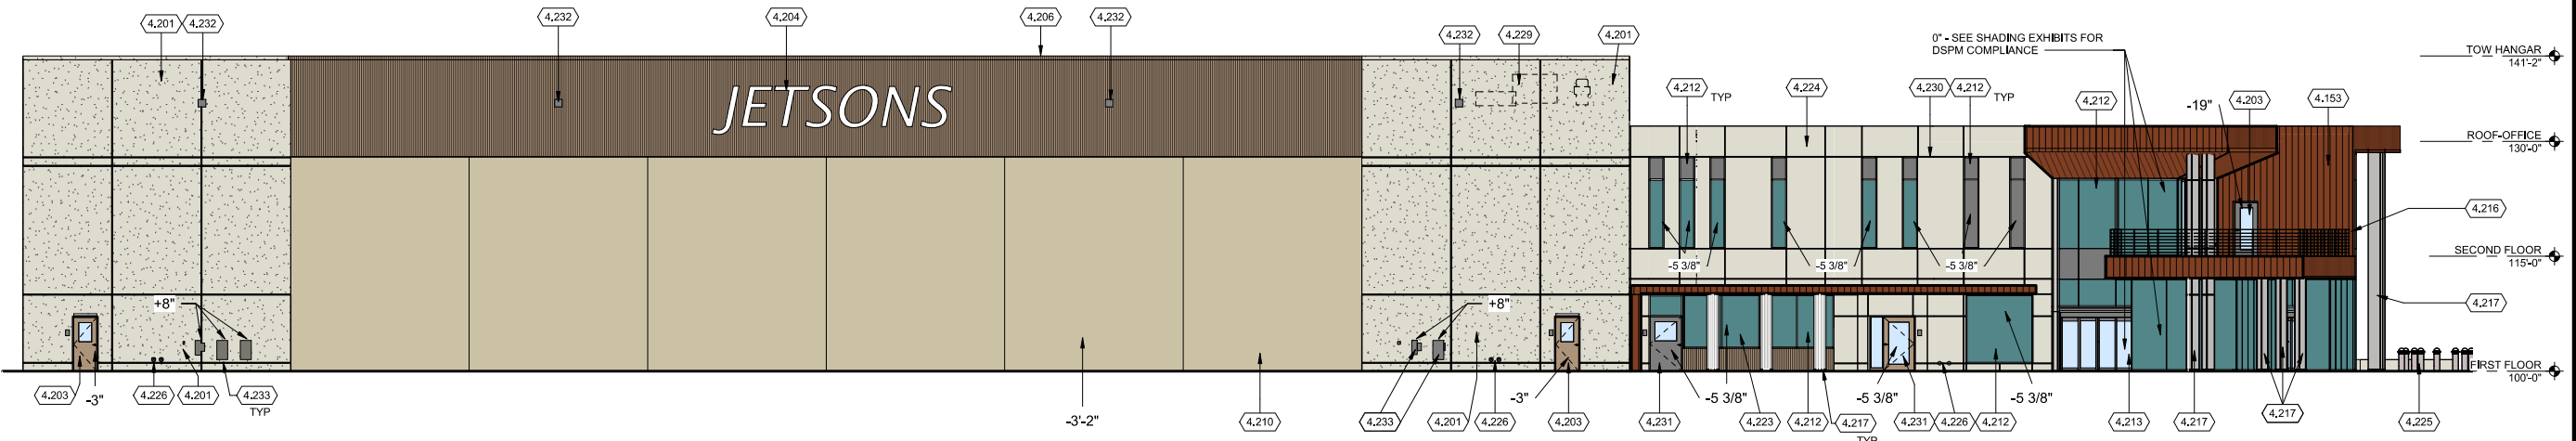 4.201 4.232 4.232 4.204 4.206 4.232 4.232 4.229 4.201
0" - SEE SHADING EXHIBITS FOR
DSPM COMPLIANCE
TOW HANGAR
141'-2"
4.212 TYP 4.224 4.230 4.212 TYP 4.212 -19" 4.203 4.153
JETSONS
ROOF-OFFICE
130'-0"
4.216
-5 3/8" -5 3/8" -5 3/8"
SECOND FLOOR
115'-0"
+8" +8" 4.217
FIRST FLOOR
100'-0"
4.203 -3" 4.226 4.201 4.233 -3'-2" 4.210 4.233 4.201 4.226 -3" 4.203 4.231 -5 3/8" 4.223 4.212 4.217 -5 3/8" 4.231 4.226 4.212 -5 3/8" 4.213 4.217 4.217 4.225
TYP TYP